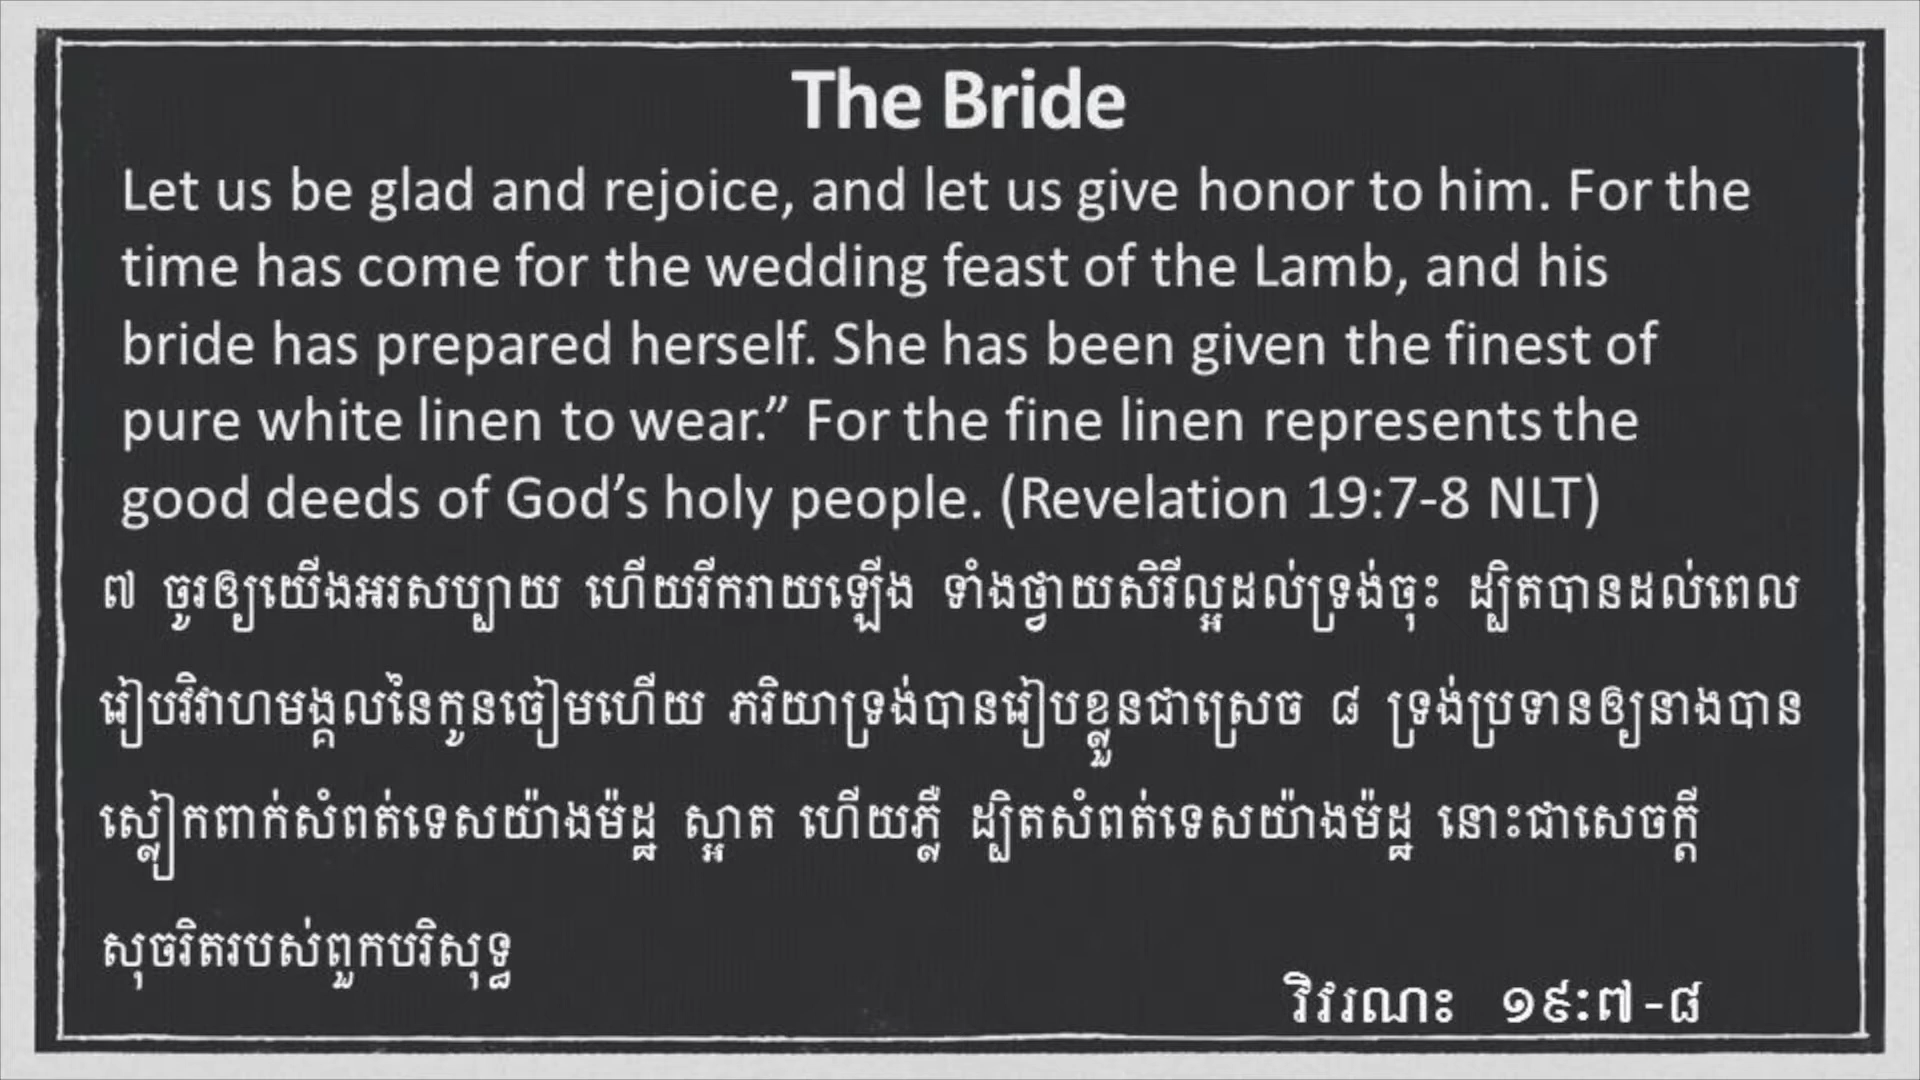 The Bride
Let us be glad and rejoice, and let us give honor to him. For the
time has come for the wedding feast of the Lamb, and his
bride has prepared herself. She has been given the finest of
pure white linen to wear.” For the fine linen represents the
good deeds of God’s holy people. (Revelation 19:7-8 NLT)
៧ ចូរឲ្យយើងអរសប្បាយ ហើយរីករាយឡើង ទាំងថ្វាយសិរីល្អដល់ទ្រង់ចុះ ដ្បិតបានដល់ពេល
រៀបវិវាហមង្គលនៃកូនចៀមហើយ ភរិយាទ្រង់បានរៀបខ្លួនជាស្រេច ៨ ទ្រង់ប្រទានឲ្យនាងបាន
ស្លៀកពាក់សំពត់ទេសយ៉ាងម៉ដ្ឋ ស្អាត ហើយភ្លឺ ដ្បិតសំពត់ទេសយ៉ាងម៉ដ្ឋ នោះជាសេចក្ដី
សុចរិតរបស់ពួកបរិសុទ្ធ
វិវរណះ ១៩:៧-៨